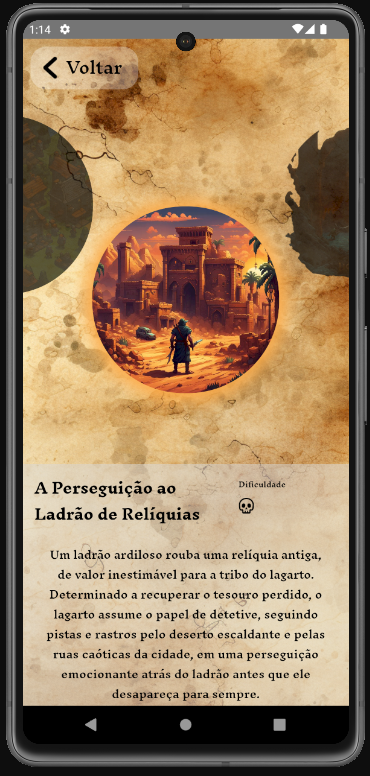 1:14
Voltar
A Perseguição ao
Ladrão de Relíquias
Dificuldade
Um ladrão ardiloso rouba uma relíquia antiga,
de valor inestimável para a tribo do lagarto.
Determinado a recuperar o tesouro perdido, o
lagarto assume o papel de detetive, seguindo
pistas e rastros pelo deserto escaldante e pelas
ruas caóticas da cidade, em uma perseguição
emocionante atrás do ladrão antes que ele
desapareça para sempre.